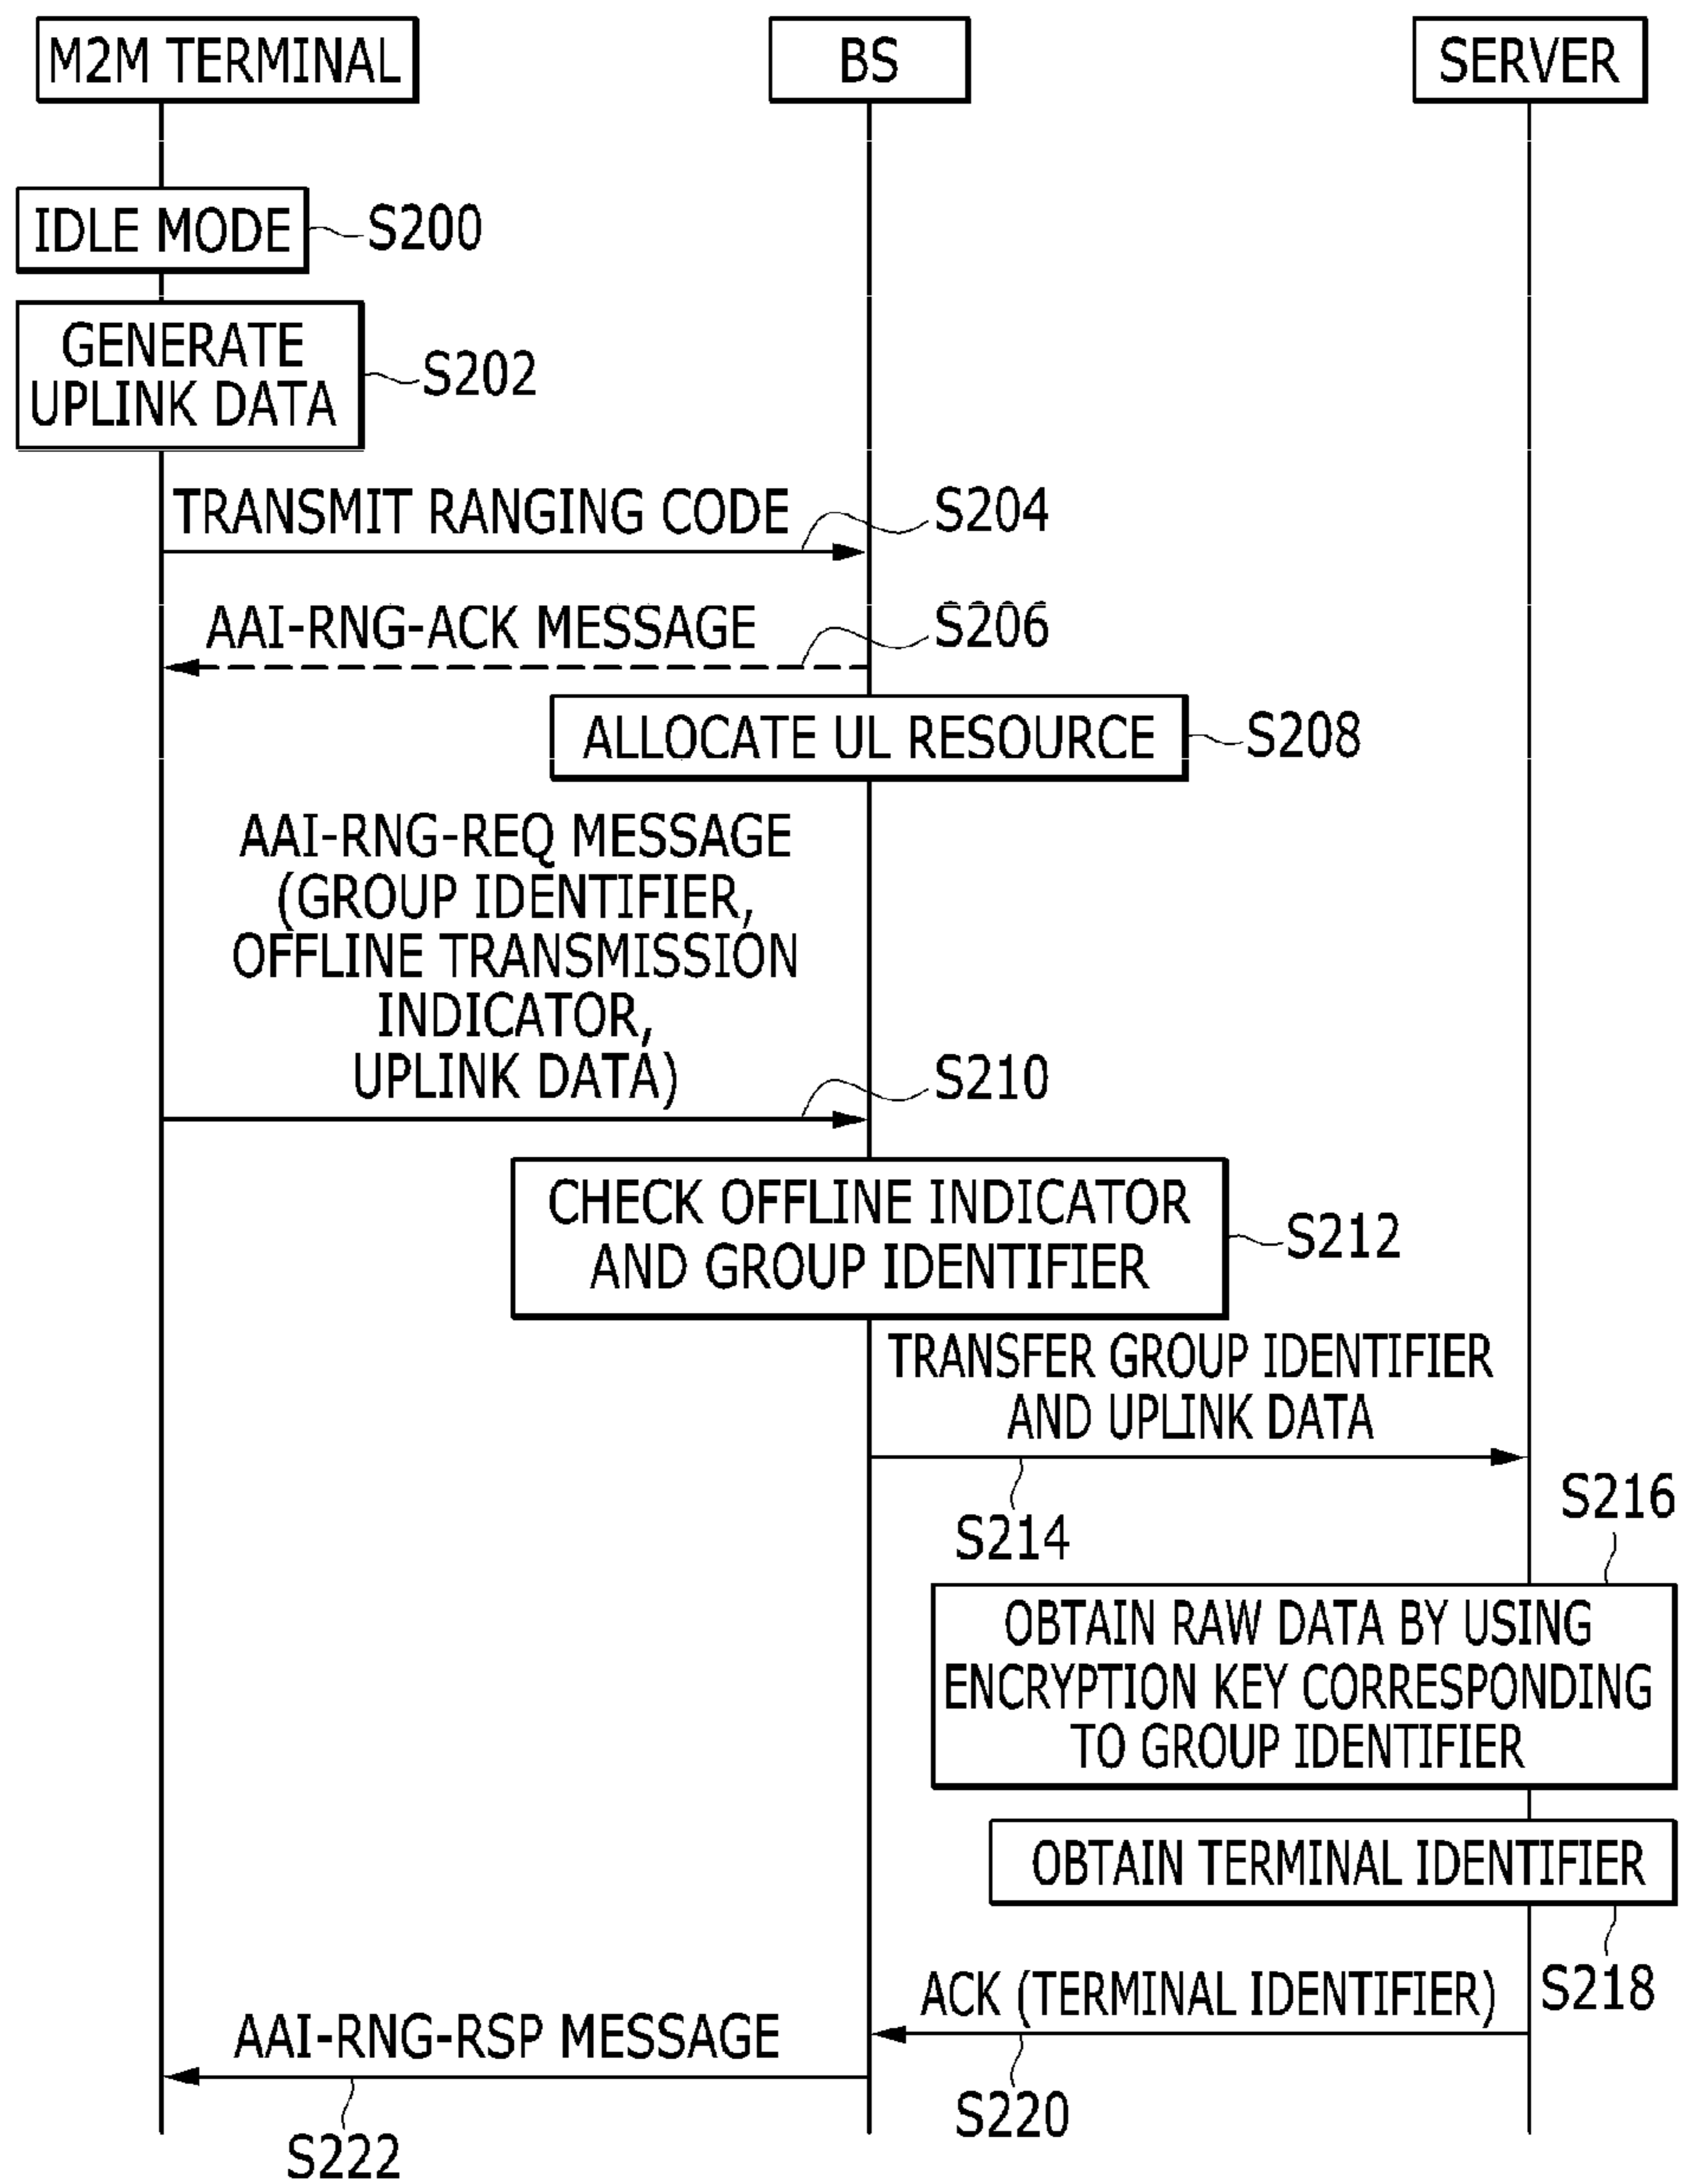 M2M TERMINAL
BS
SERVER
IDLE MODE
S200
GENERATE
UPLINK DATA
S202
TRANSMIT RANGING CODE
S204
AAI-RNG-ACK MESSAGE
S206
ALLOCATE UL RESOURCE
S208
AAI-RNG-REQ MESSAGE
(GROUP IDENTIFIER,
OFFLINE TRANSMISSION
INDICATOR,
UPLINK DATA)
S210
CHECK OFFLINE INDICATOR
AND GROUP IDENTIFIER
S212
TRANSFER GROUP IDENTIFIER
AND UPLINK DATA
S214
S216
OBTAIN RAW DATA BY USING
ENCRYPTION KEY CORRESPONDING
TO GROUP IDENTIFIER
OBTAIN TERMINAL IDENTIFIER
S218
ACK (TERMINAL IDENTIFIER)
S220
AAI-RNG-RSP MESSAGE
S222